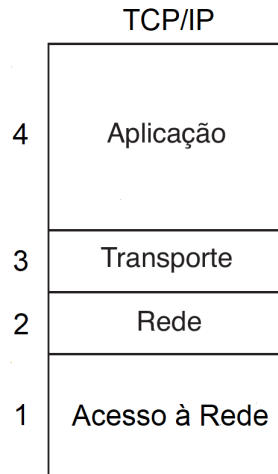 TCP/IP
4 Aplicação
3 Transporte
2 Rede
1 Acesso à Rede